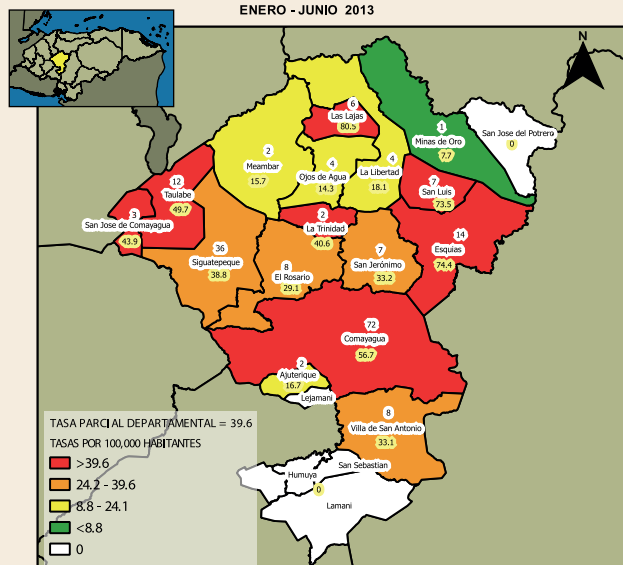 ENERO - JUNIO 2013
N
6
Las Lajas
80.5
1
Minas de Oro
7.7
San Jose del Potrero
0
2
Meambar
15.7
4
Ojos de Agua
14.3
4
La Libertad
18.1
12
Taulabe
49.7
7
San Luis
73.5
3
San Jose de Comayagua
43.9
2
La Trinidad
40.6
14
Esquias
74.4
36
Siguatepeque
38.8
8
El Rosario
29.1
7
San Jerónimo
33.2
72
Comayagua
56.7
2
Ajuterique
16.7
Lejamani
8
Villa de San Antonio
33.1
San Sebastian
Humuya
0
Lamani
TASA PARCIAL DEPARTAMENTAL = 39.6
TASAS POR 100,000 HABITANTES
>39.6
24.2 - 39.6
8.8 - 24.1
<8.8
0